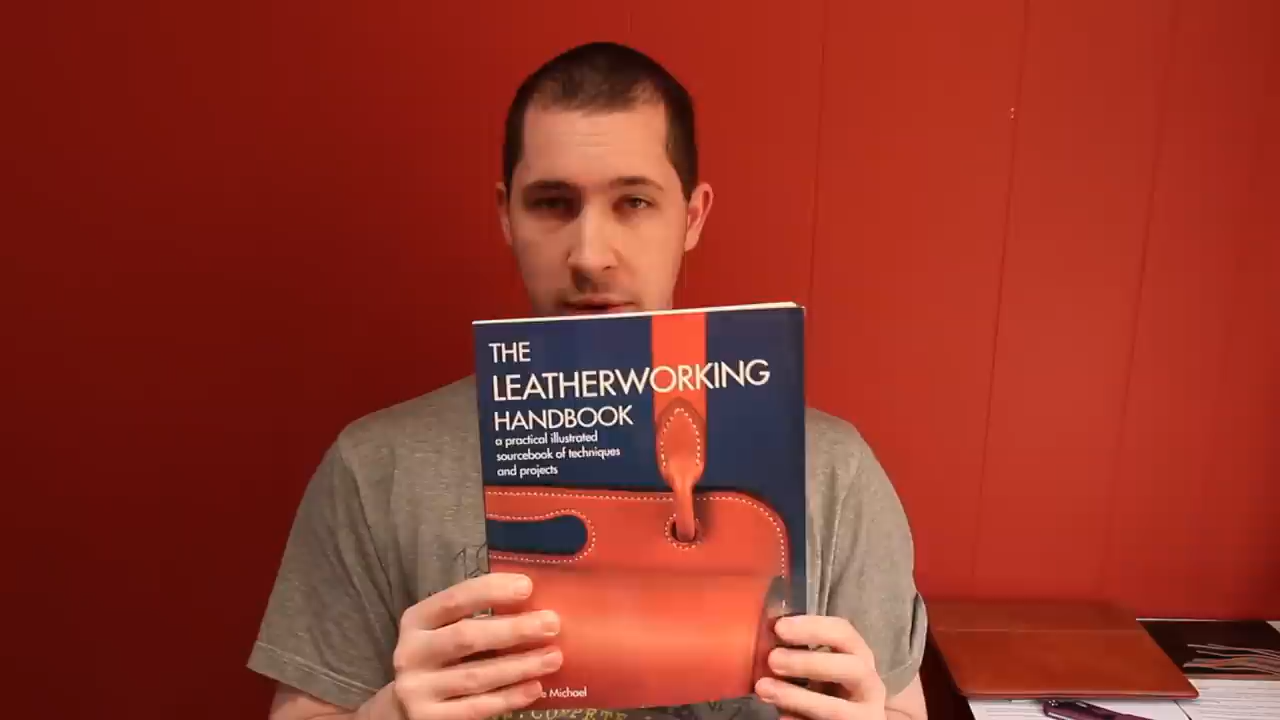 THE
LEATHERWORKING
HANDBOOK
a practical illustrated
sourcebook of techniques
and projects
Michael